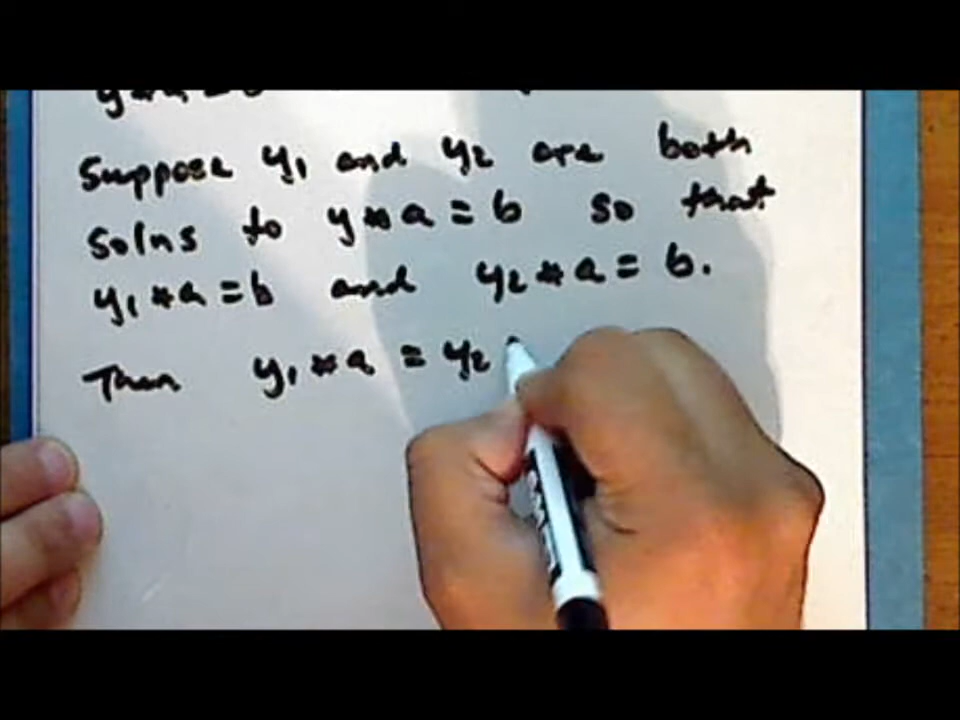 Suppose y₁ and y₂ are both
solns to y * a = b so that
y₁ * a = b and y₂ * a = b.
Then y₁ * a = y₂